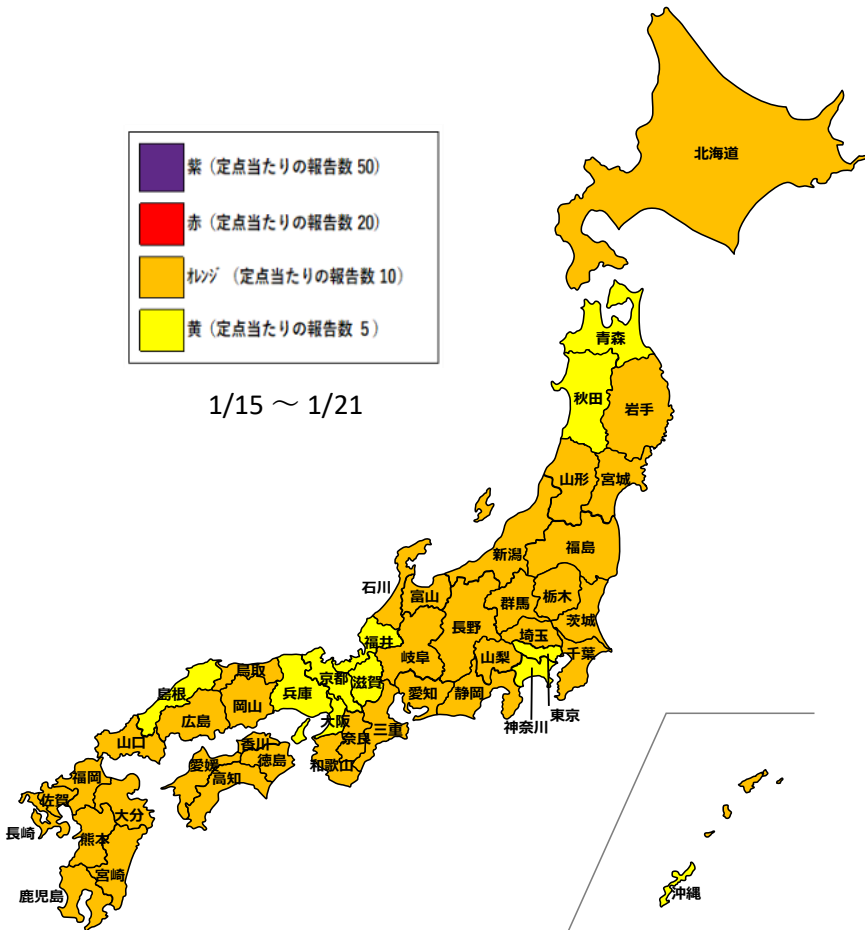 紫 (定点当たりの報告数 50)
赤 (定点当たりの報告数 20)
ｵﾚﾝｼﾞ (定点当たりの報告数 10)
黄 (定点当たりの報告数 5)
1/15 ～ 1/21
北海道
青森
秋田
岩手
山形
宮城
新潟
福島
石川
富山
群馬
栃木
長野
茨城
福井
埼玉
岐阜
山梨
千葉
鳥取
京都
滋賀
島根
兵庫
愛知
静岡
岡山
広島
大阪
東京
神奈川
三重
奈良
山口
香川
愛媛
徳島
和歌山
福岡
高知
佐賀
大分
長崎
熊本
宮崎
鹿児島
沖縄